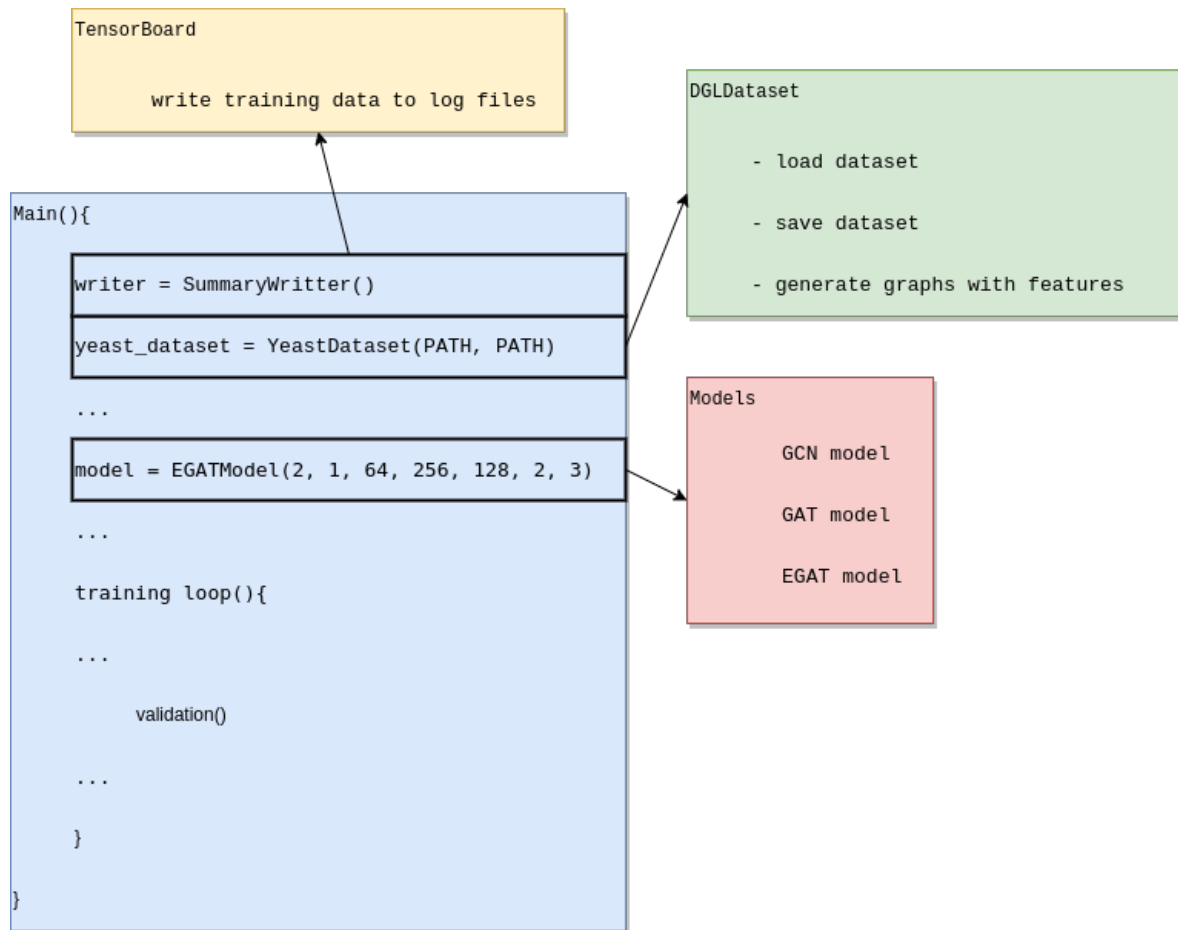 TensorBoard
write training data to log files
Main(){
writer = SummaryWritter()
yeast_dataset = YeastDataset(PATH, PATH)
...
model = EGATModel(2, 1, 64, 256, 128, 2, 3)
...
training loop(){
...
validation()
...
}
}
DGLDataset
- load dataset
- save dataset
- generate graphs with features
Models
GCN model
GAT model
EGAT model